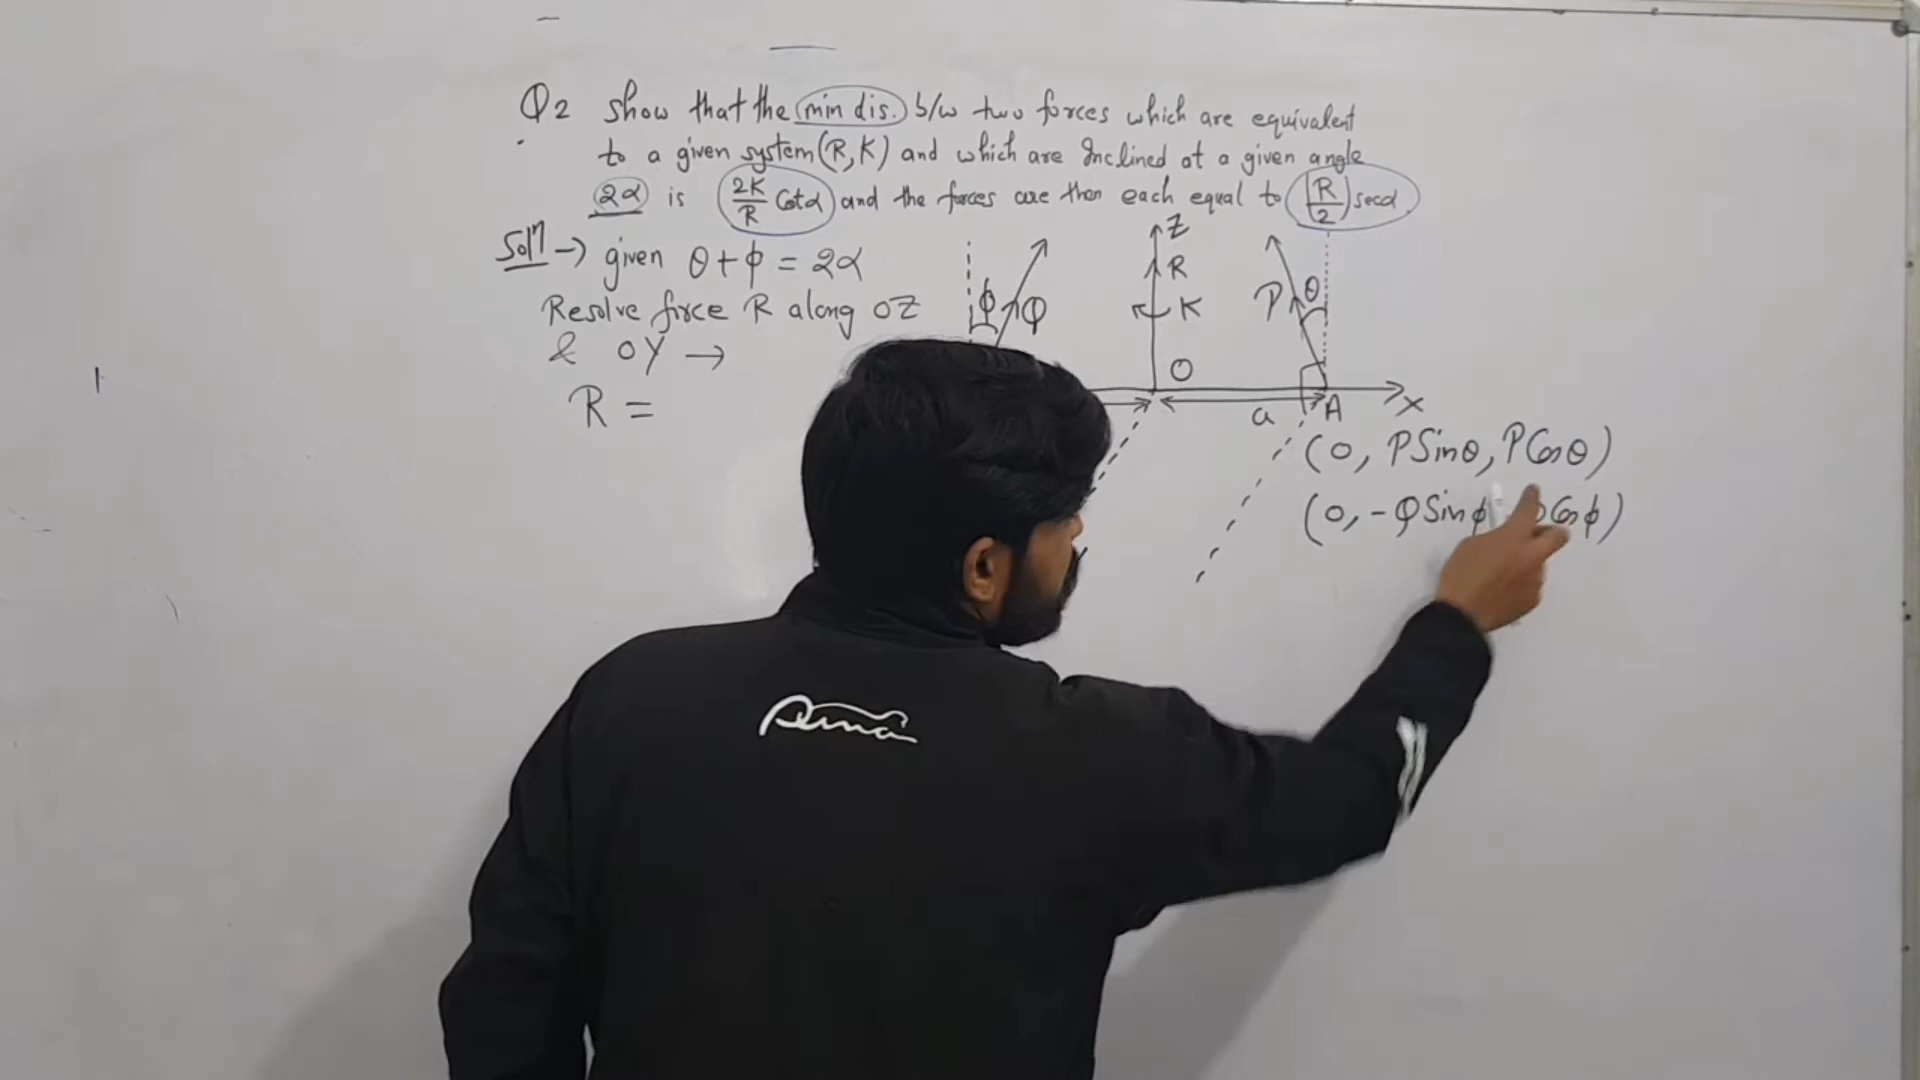 Q2 show that the min dis. b/w two forces which are equivalent
to a given system (R, K) and which are Inclined at a given angle
2α is 2K/R Cotα and the forces are then each equal to (R/2) secα
Solⁿ → given θ + φ = 2α
Resolve force R along OZ
& OY →
R =
Z
R
K
O
φ
Q
P
θ
a
A
X
(0, PSinθ, PCosθ)
(0, -QSinφ, Cosφ)
Puma